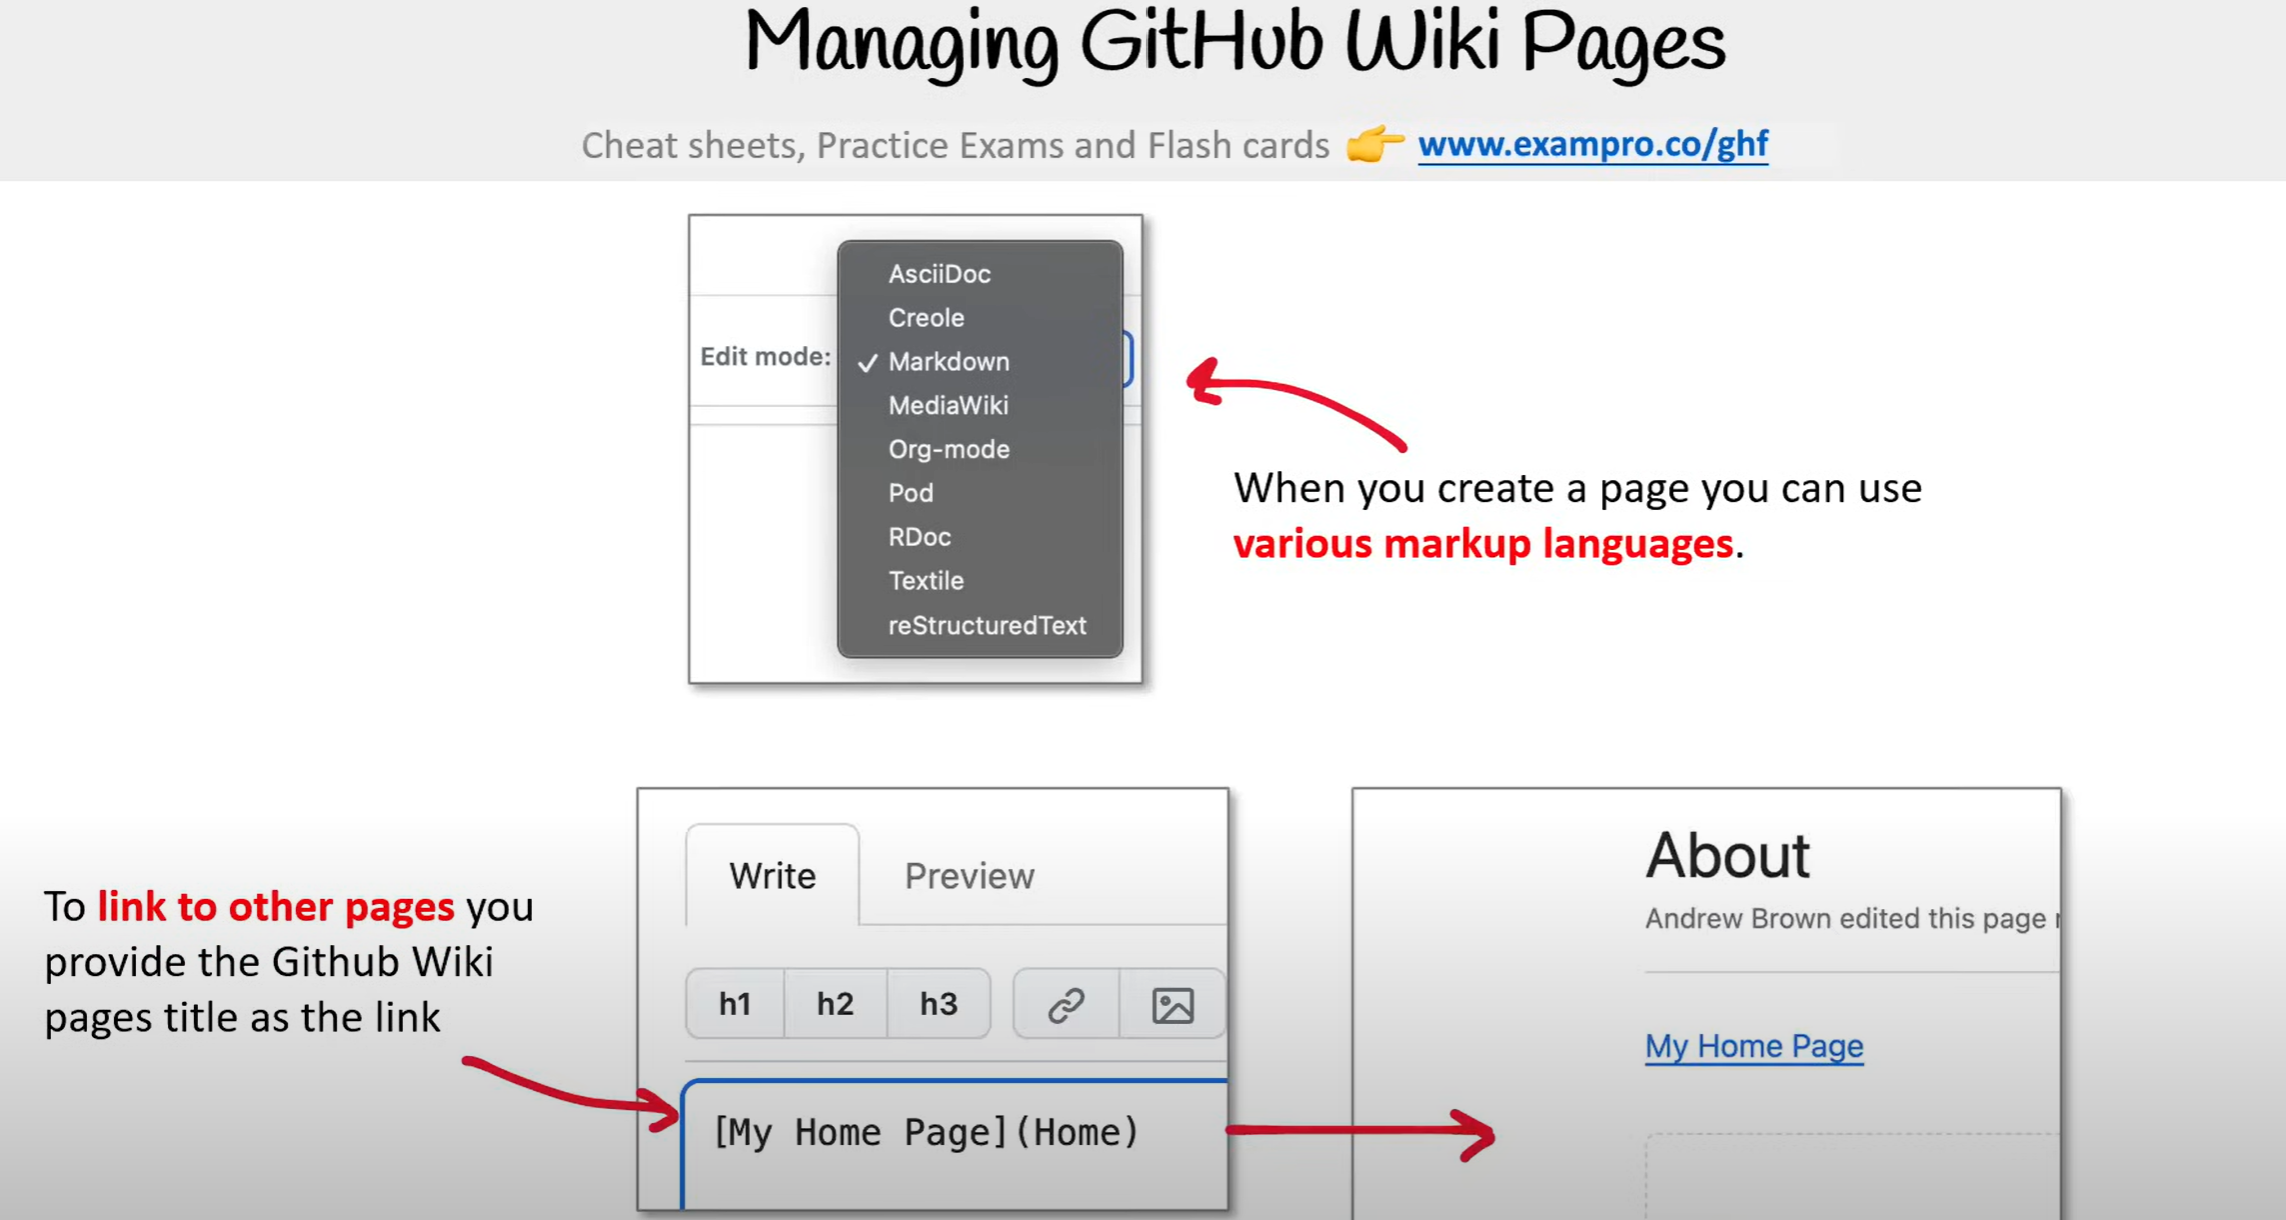 Managing GitHub Wiki Pages
Cheat sheets, Practice Exams and Flash cards 👉 www.exampro.co/ghf
AsciiDoc
Creole
Edit mode:
✓ Markdown
MediaWiki
Org-mode
Pod
RDoc
Textile
reStructuredText
When you create a page you can use
various markup languages.
To link to other pages you
provide the Github Wiki
pages title as the link
Write Preview
h1 h2 h3
[My Home Page](Home)
About
Andrew Brown edited this page
My Home Page